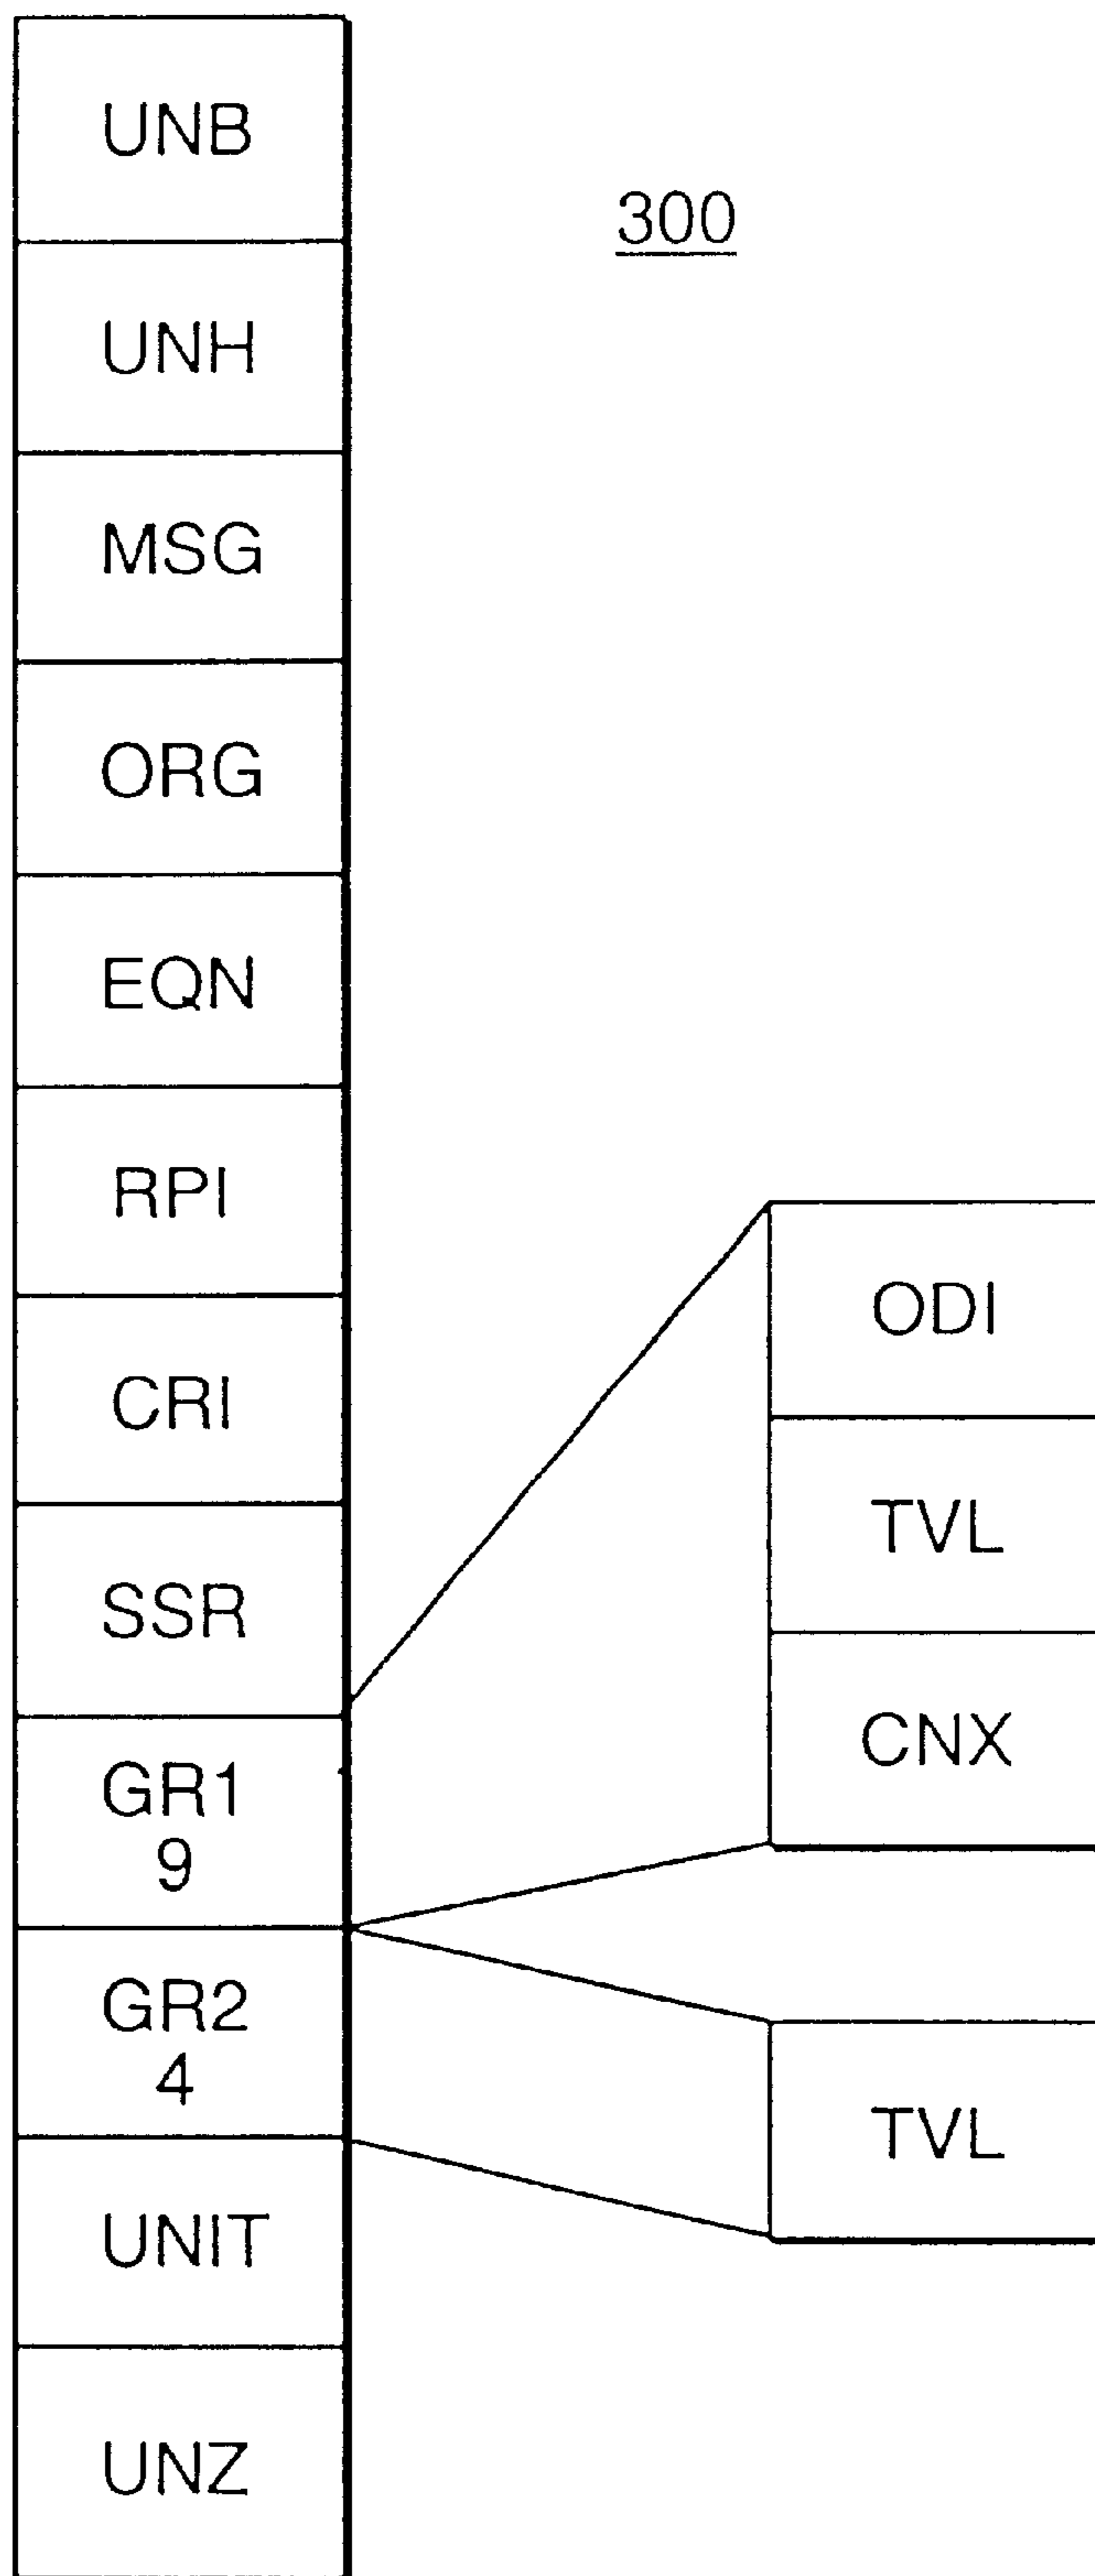 UNB
300
UNH
MSG
ORG
EQN
RPI
CRI
SSR
GR1
9
GR2
4
UNIT
UNZ
ODI
TVL
CNX
TVL